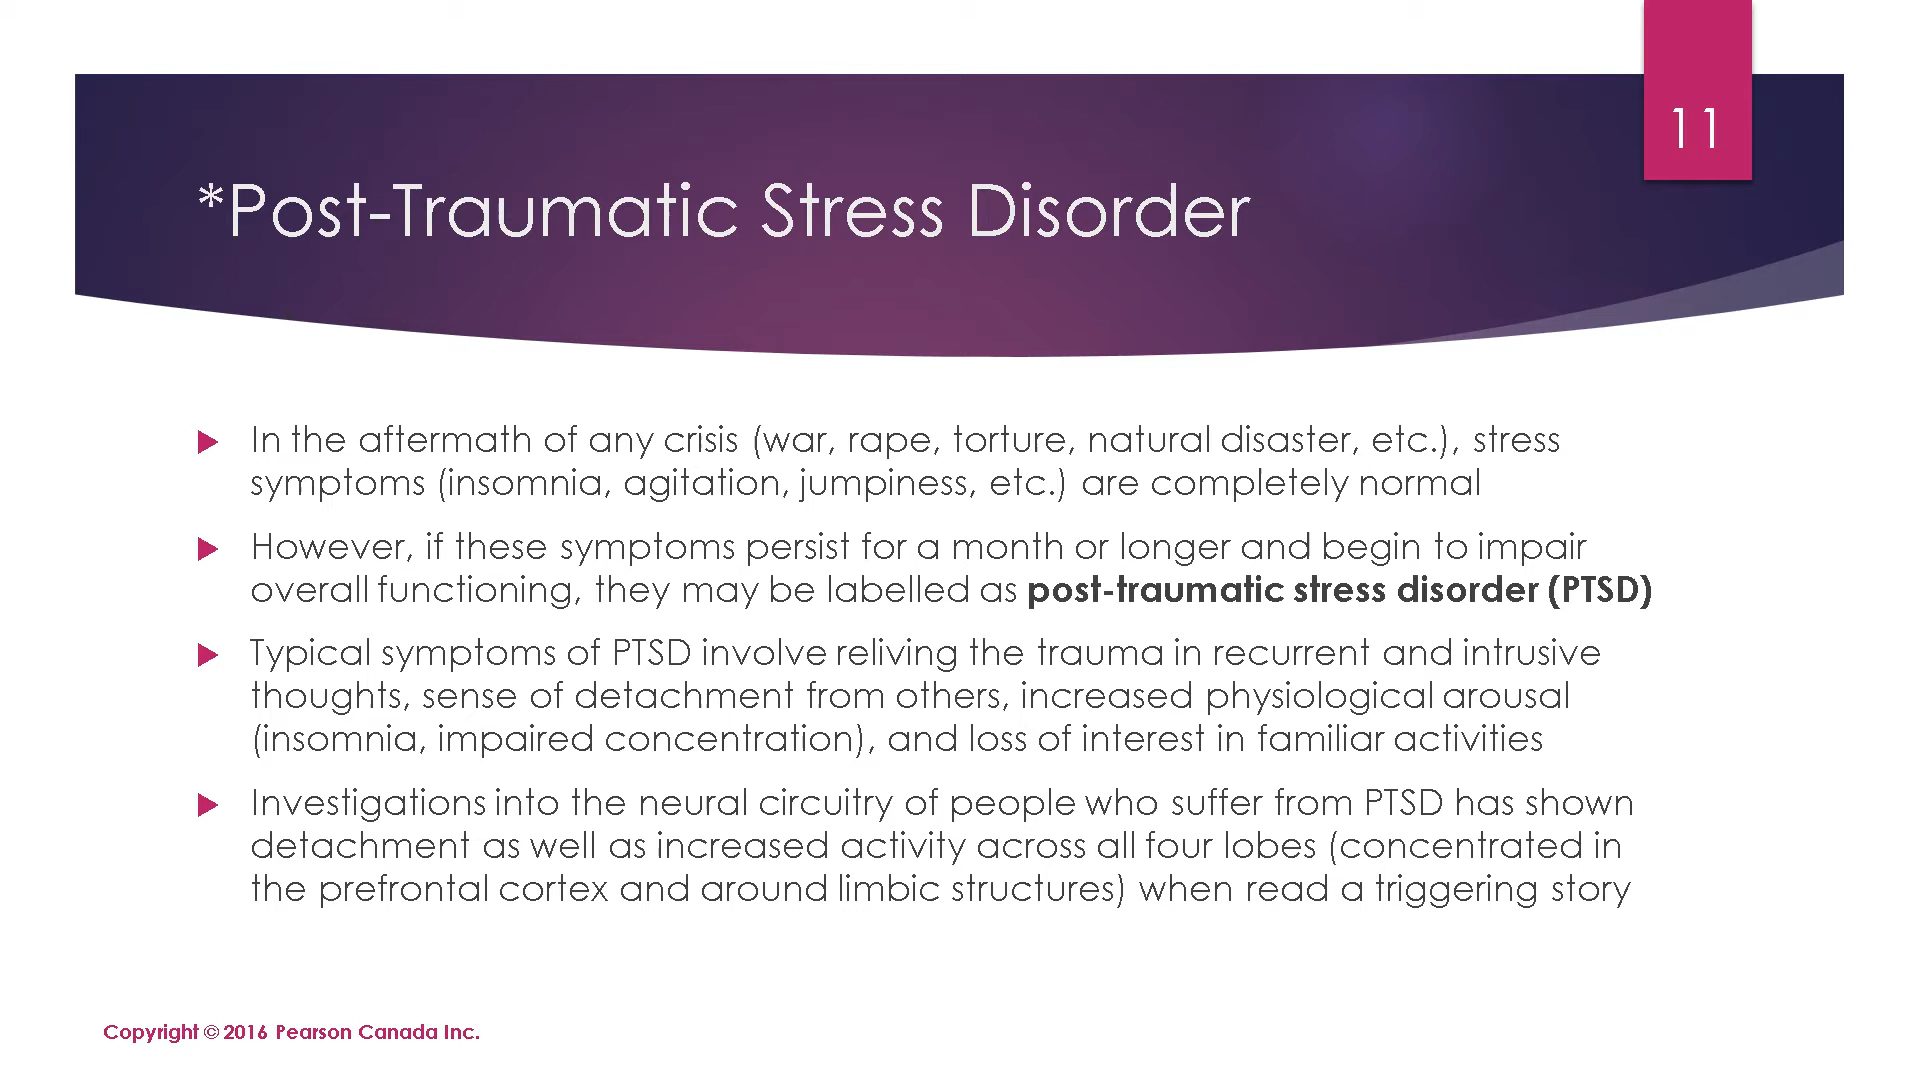 11
*Post-Traumatic Stress Disorder
In the aftermath of any crisis (war, rape, torture, natural disaster, etc.), stress
symptoms (insomnia, agitation, jumpiness, etc.) are completely normal
However, if these symptoms persist for a month or longer and begin to impair
overall functioning, they may be labelled as post-traumatic stress disorder (PTSD)
Typical symptoms of PTSD involve reliving the trauma in recurrent and intrusive
thoughts, sense of detachment from others, increased physiological arousal
(insomnia, impaired concentration), and loss of interest in familiar activities
Investigations into the neural circuitry of people who suffer from PTSD has shown
detachment as well as increased activity across all four lobes (concentrated in
the prefrontal cortex and around limbic structures) when read a triggering story
Copyright © 2016 Pearson Canada Inc.